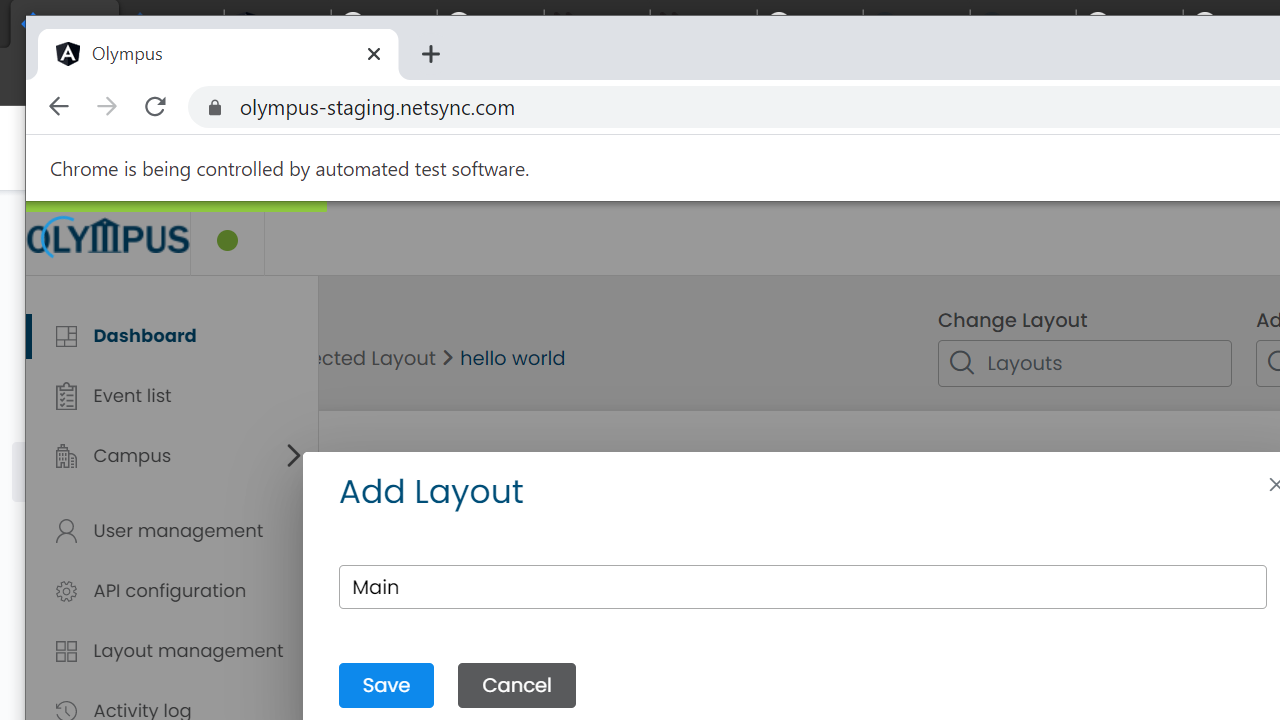 Olympus
olympus-staging.netsync.com
Chrome is being controlled by automated test software.
OLYMPUS
Dashboard
Event list
Campus
User management
API configuration
Layout management
Activity log
ected Layout > hello world
Change Layout
Layouts
Ad
Add Layout
Main
Save Cancel